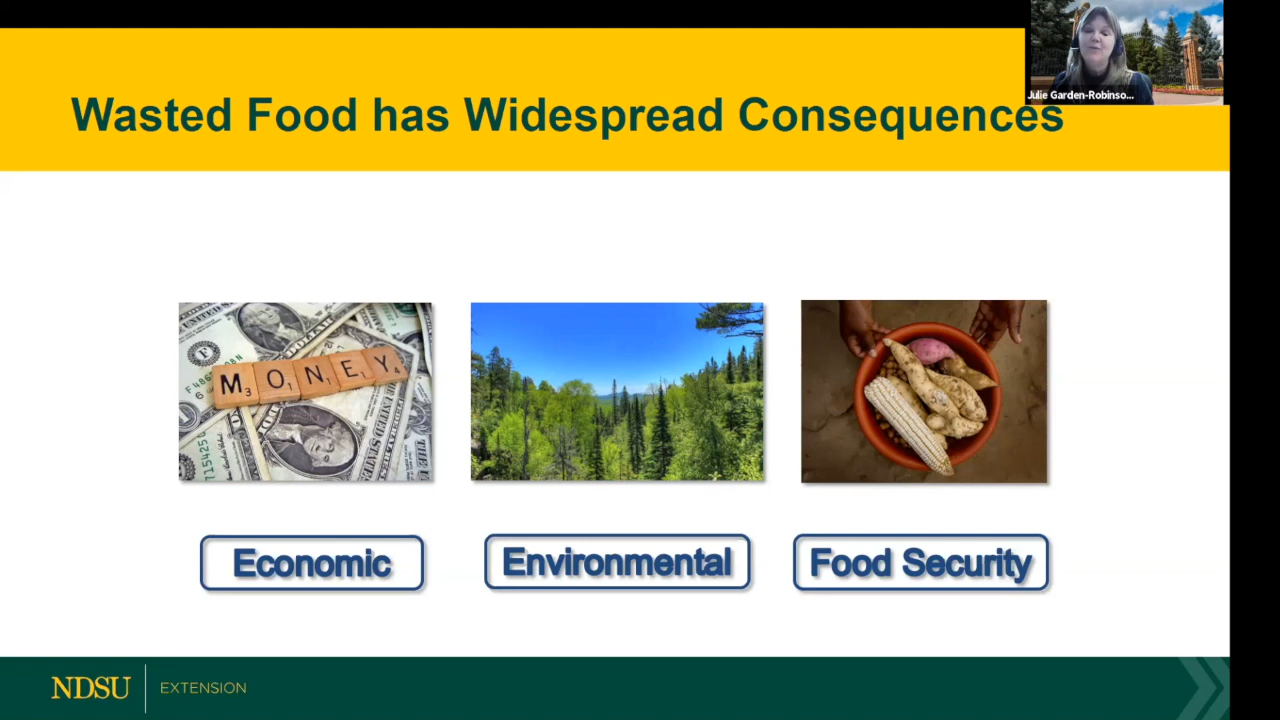 Julie Garden-Robinso...
Wasted Food has Widespread Consequences
MONEY
Economic
Environmental
Food Security
NDSU
EXTENSION